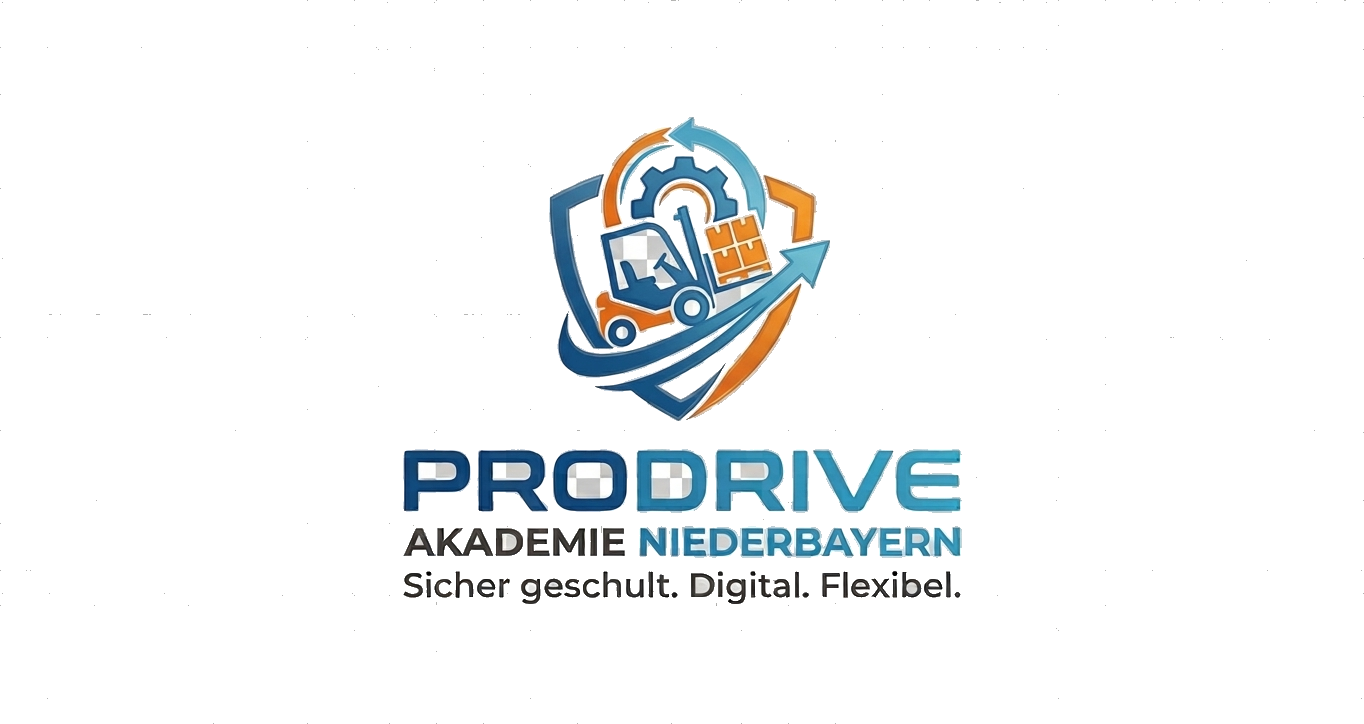 PRODRIVE
AKADEMIE NIEDERBAYERN
Sicher geschult. Digital. Flexibel.